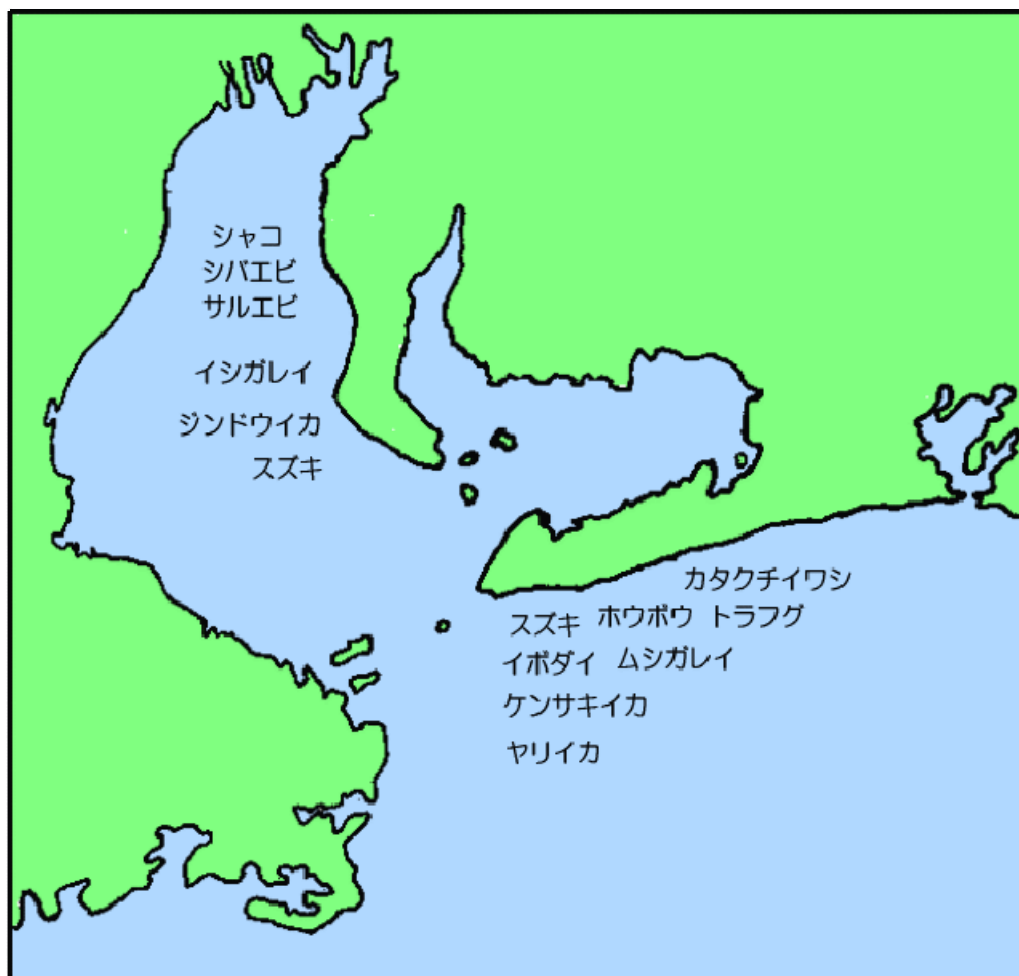 シャコ
シバエビ
サルエビ
イシガレイ
ジンドウイカ
スズキ
カタクチイワシ
スズキ ホウボウ トラフグ
イボダイ ムシガレイ
ケンサキイカ
ヤリイカ